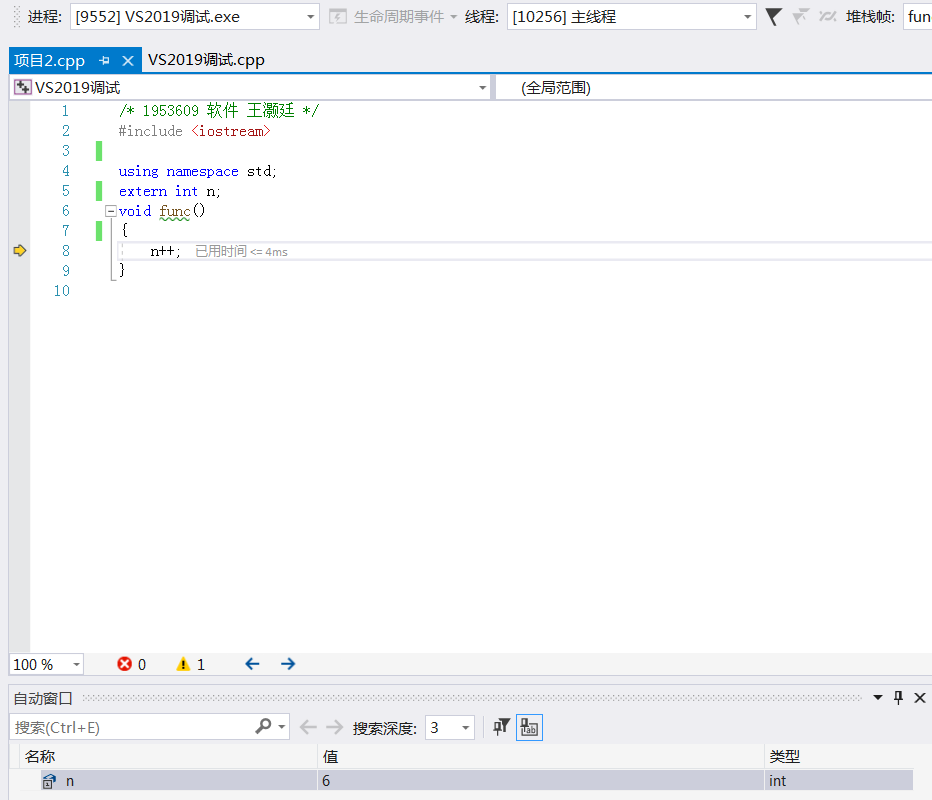 进程: [9552] VS2019调试.exe 生命周期事件 线程: [10256] 主线程 堆栈帧: fun
项目2.cpp VS2019调试.cpp
VS2019调试 (全局范围)
1 /* 1953609 软件 王灏廷 */
2 #include <iostream>
3
4 using namespace std;
5 extern int n;
6 void func()
7 {
8 n++; 已用时间 <= 4ms
9 }
10
100 % 0 1
自动窗口
搜索(Ctrl+E) 搜索深度: 3
名称 值 类型
n 6 int